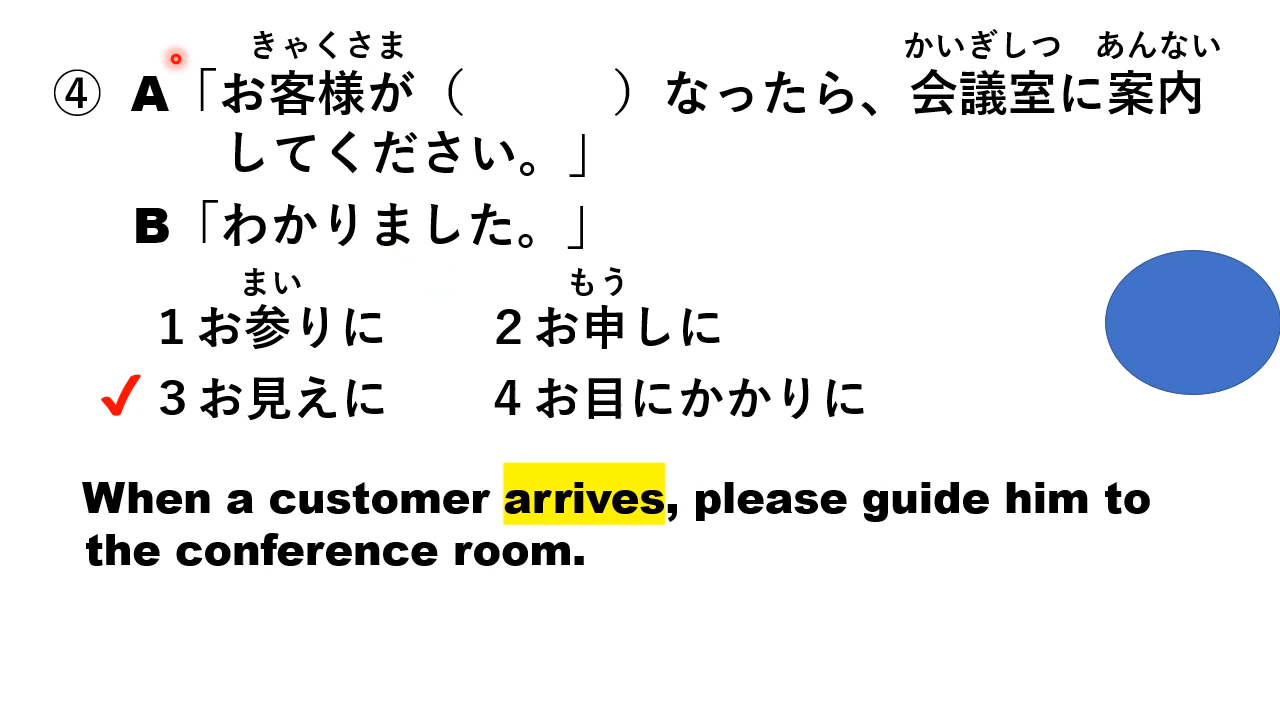 きゃくさま かいぎしつ あんない
④ A「お客様が（ ）なったら、会議室に案内
してください。」
B「わかりました。」
まい もう
1お参りに 2お申しに
3お見えに 4お目にかかりに
When a customer arrives, please guide him to
the conference room.